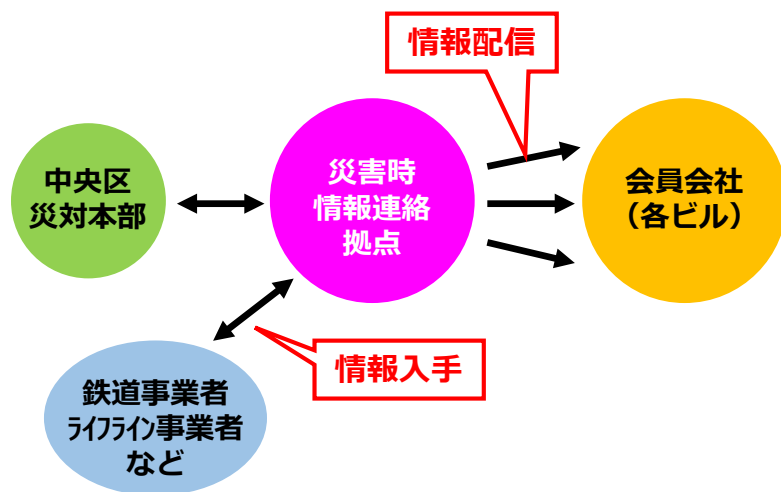 情報配信
中央区
災対本部
災害時
情報連絡
拠点
会員会社
（各ビル）
情報入手
鉄道事業者
ﾗｲﾌﾗｲﾝ事業者
など